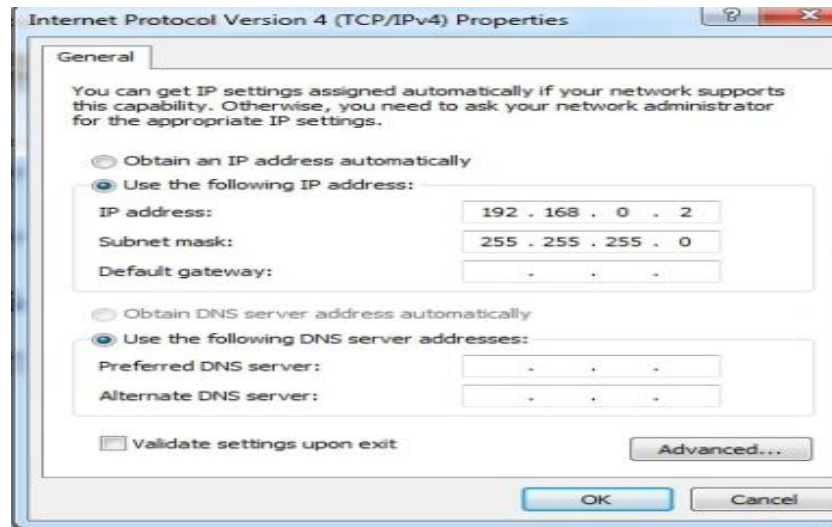 Internet Protocol Version 4 (TCP/IPv4) Properties
General
You can get IP settings assigned automatically if your network supports
this capability. Otherwise, you need to ask your network administrator
for the appropriate IP settings.
Obtain an IP address automatically
Use the following IP address:
IP address: 192 . 168 . 0 . 2
Subnet mask: 255 . 255 . 255 . 0
Default gateway: . . .
Obtain DNS server address automatically
Use the following DNS server addresses:
Preferred DNS server: . . .
Alternate DNS server: . . .
Validate settings upon exit
Advanced...
OK Cancel